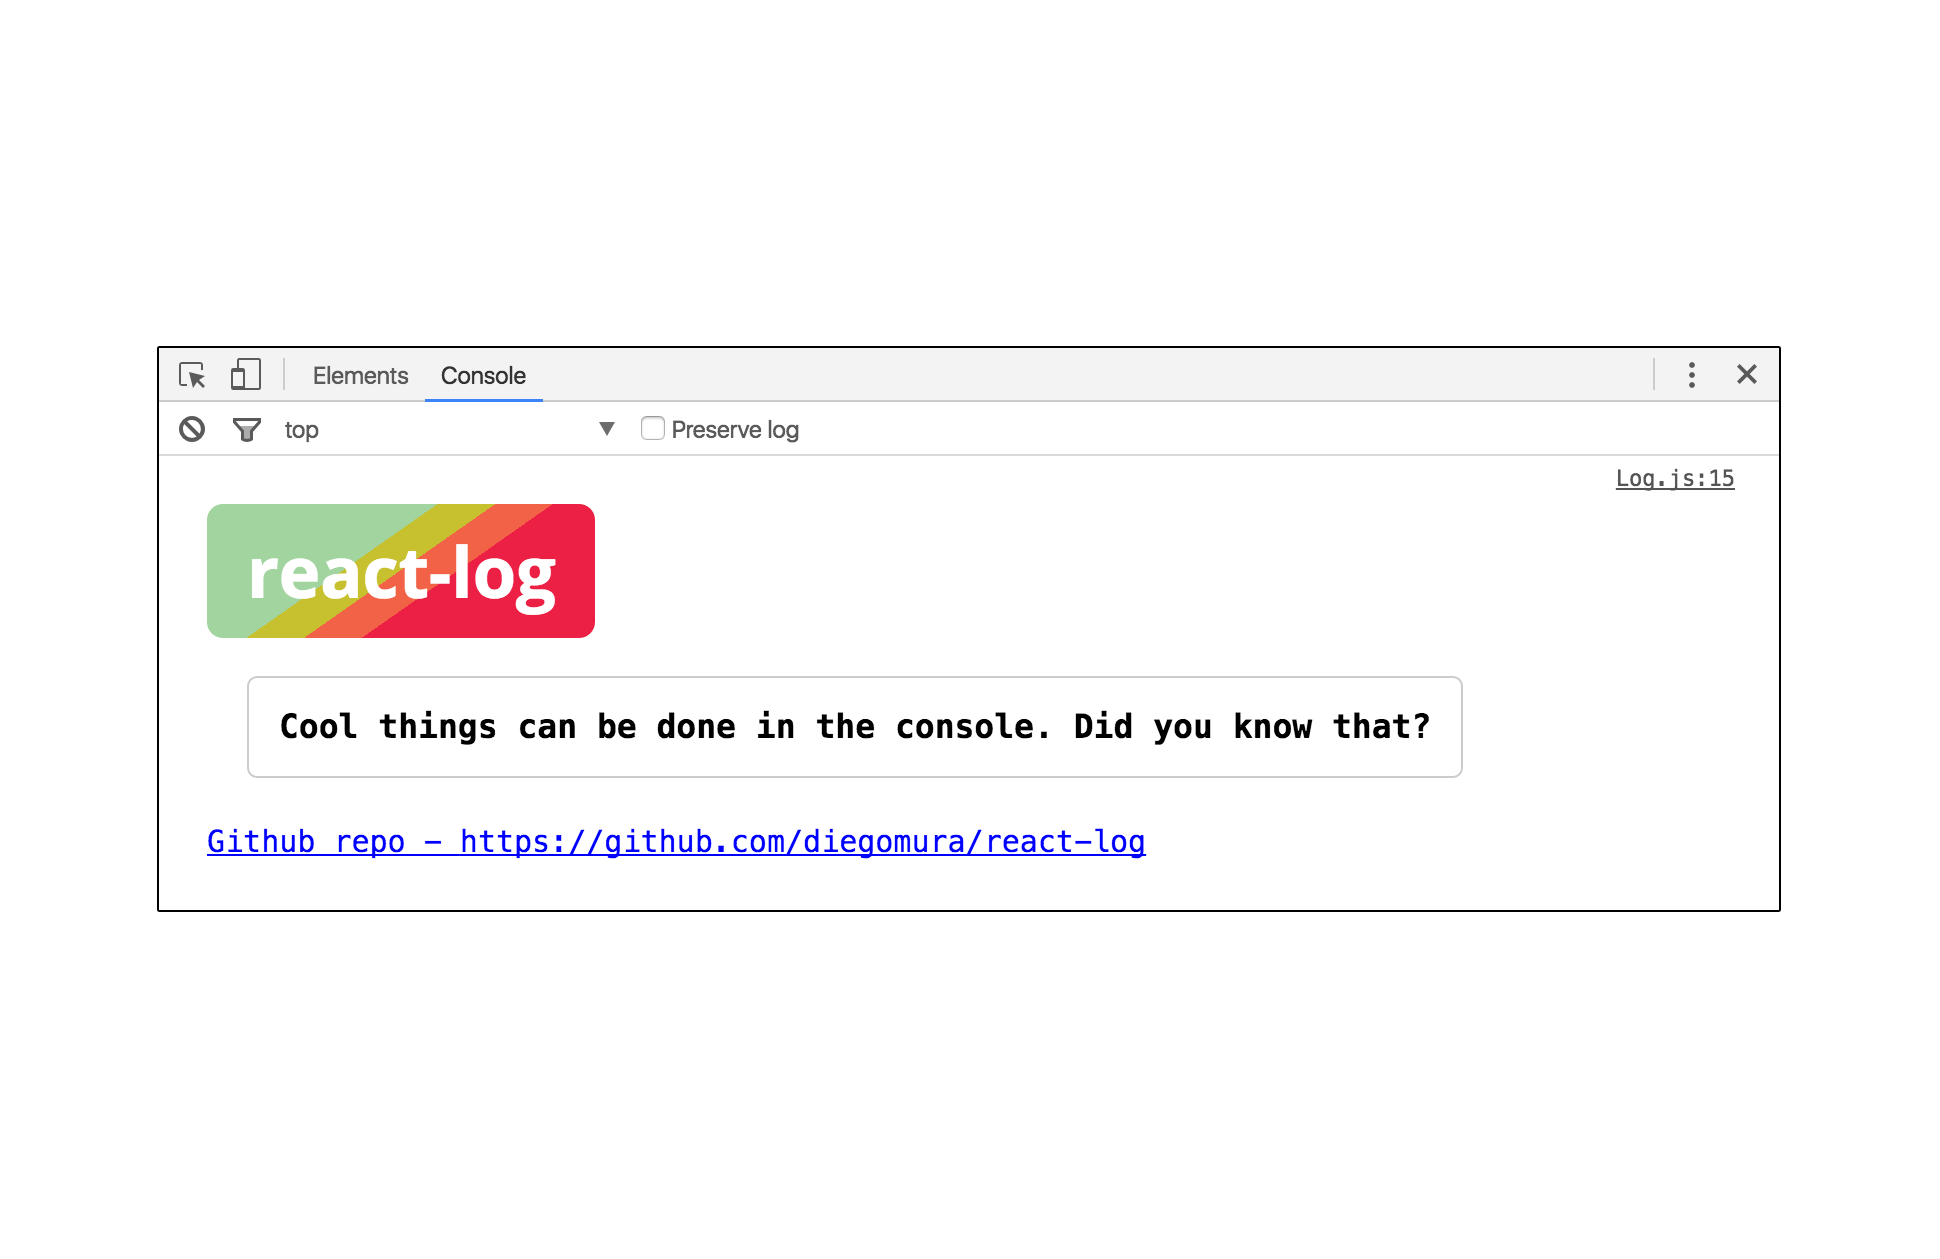 Elements Console
top Preserve log
Log.js:15
react-log
Cool things can be done in the console. Did you know that?
Github repo - https://github.com/diegomura/react-log